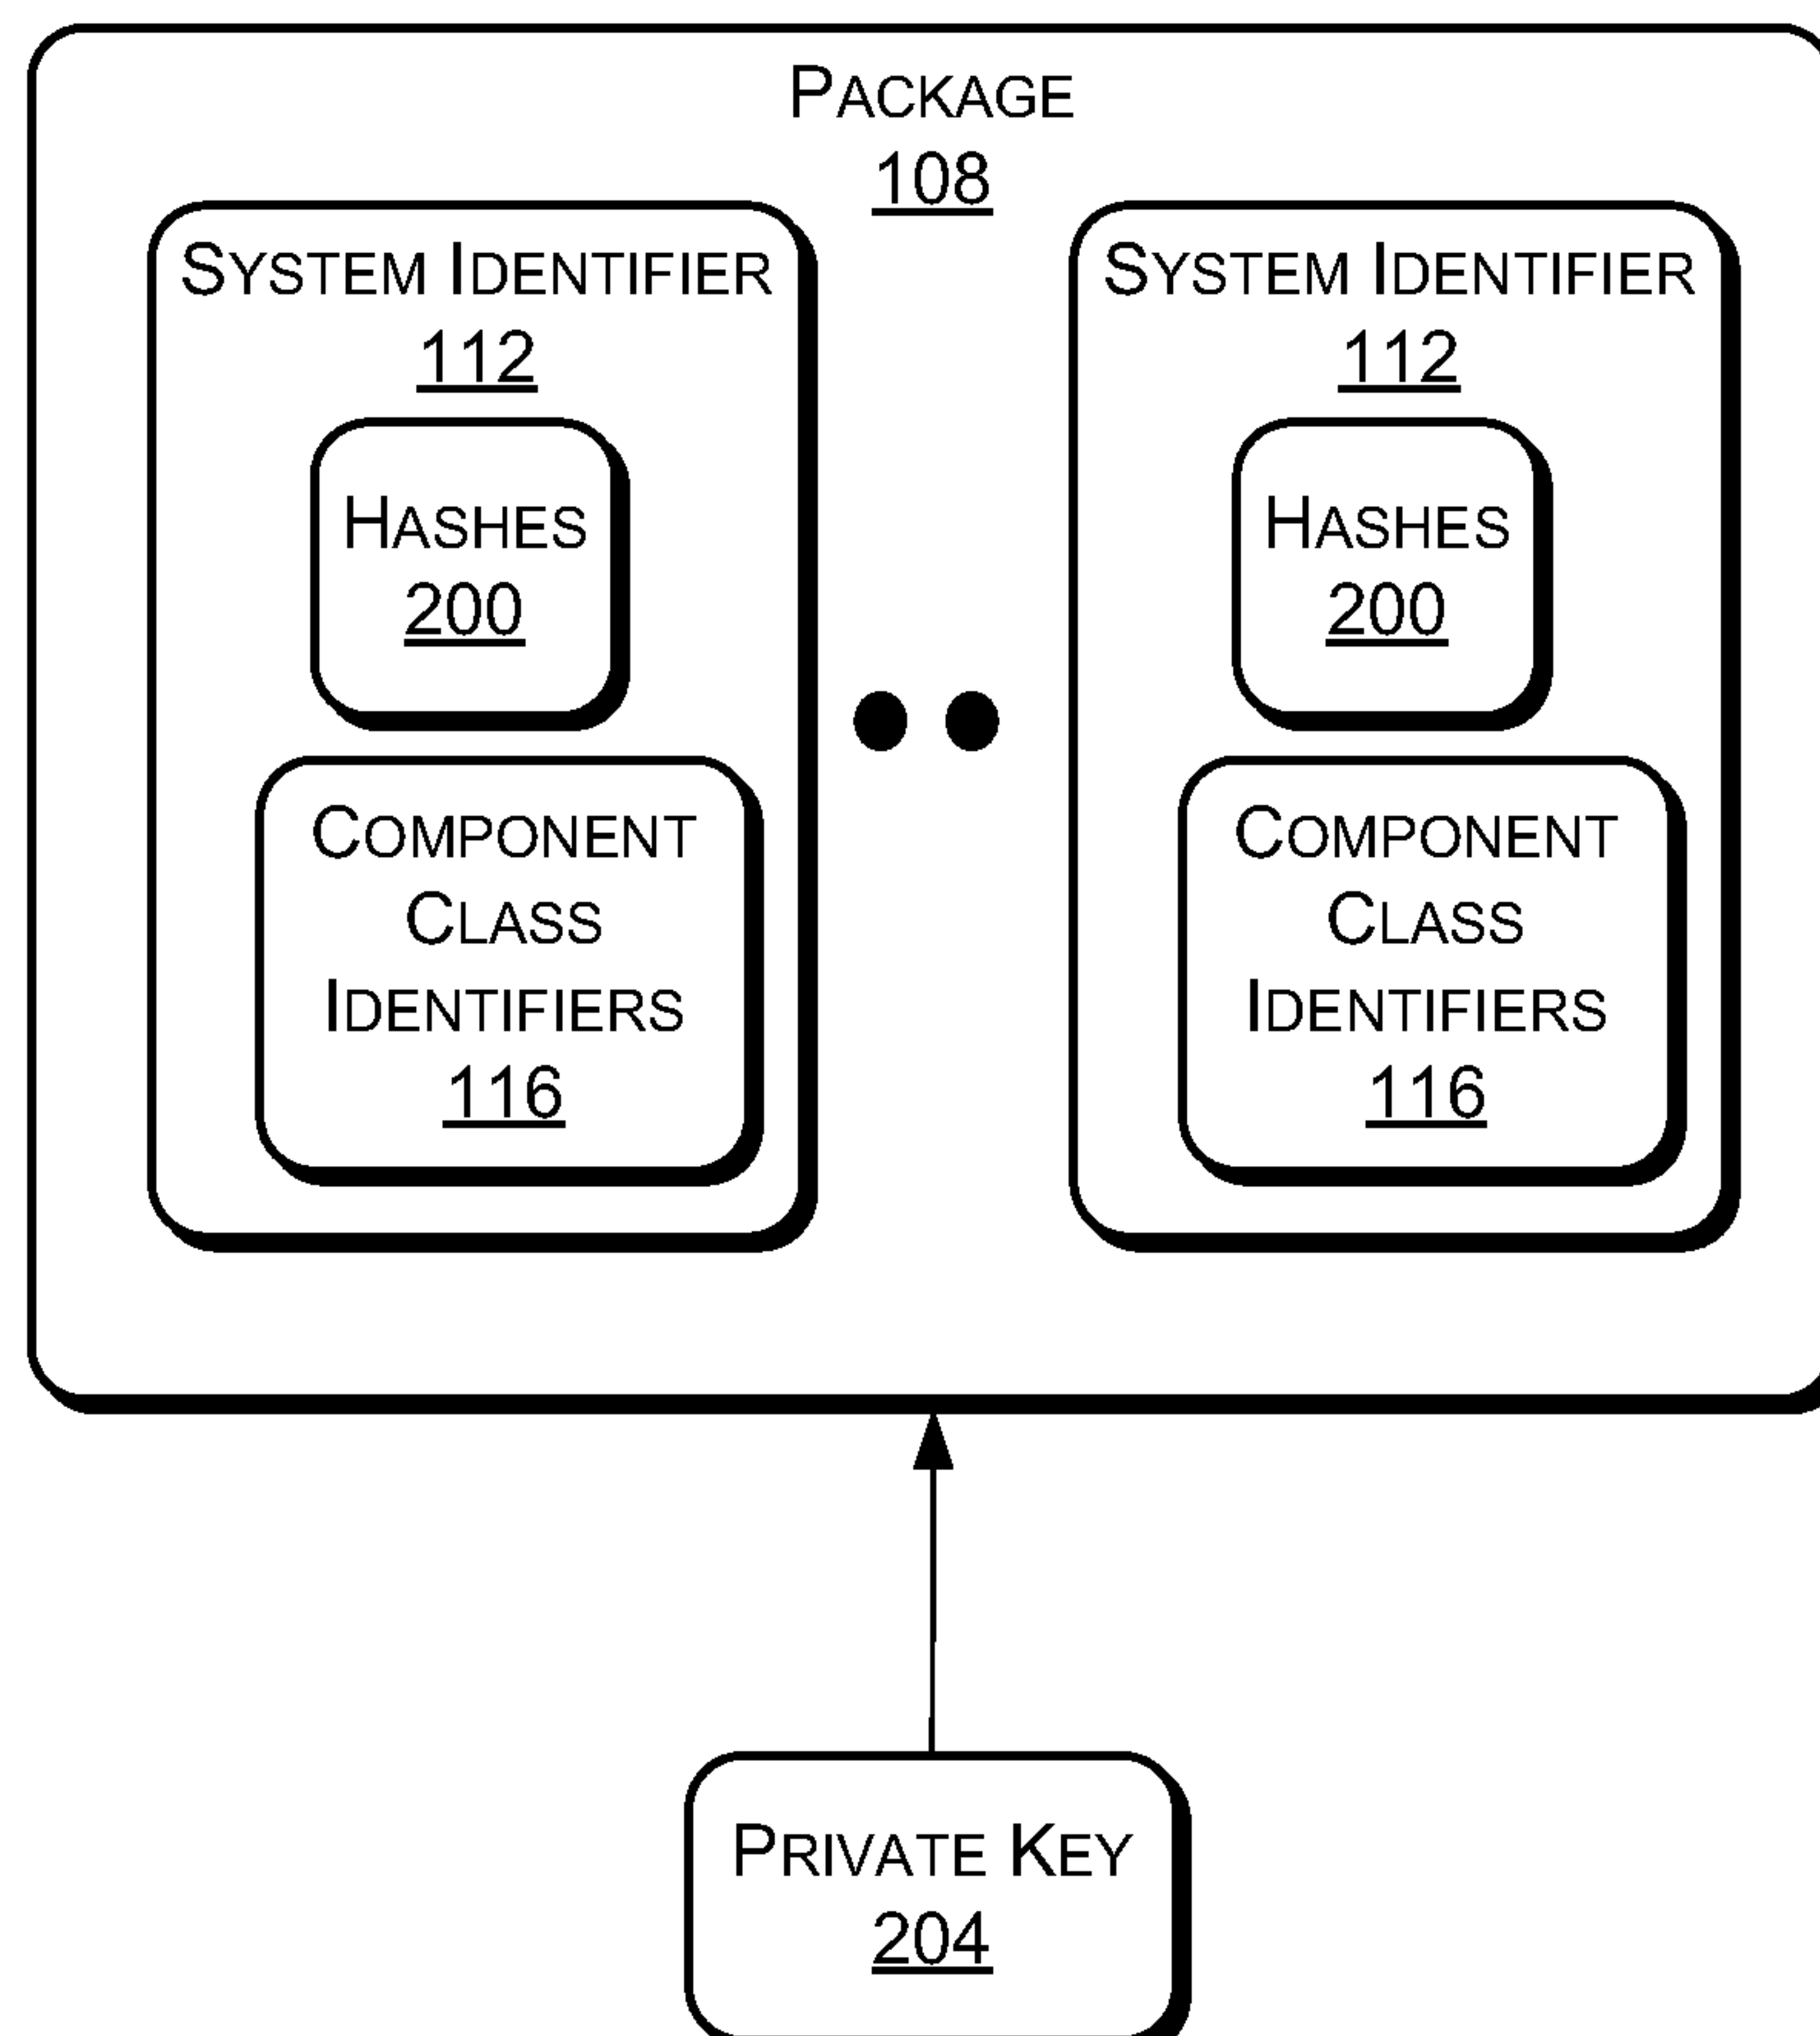 PACKAGE
108
SYSTEM IDENTIFIER
112
HASHES
200
COMPONENT
CLASS
IDENTIFIERS
116
SYSTEM IDENTIFIER
112
HASHES
200
COMPONENT
CLASS
IDENTIFIERS
116
PRIVATE KEY
204